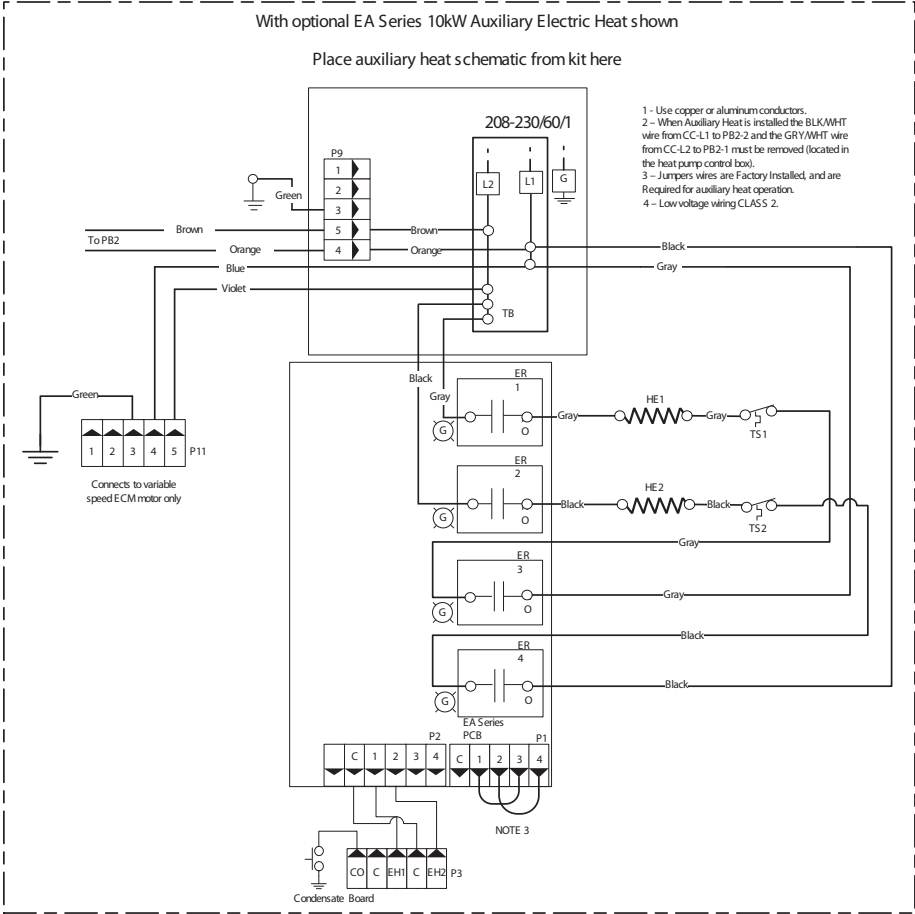 With optional EA Series 10kW Auxiliary Electric Heat shown
Place auxiliary heat schematic from kit here
208-230/60/1
1 - Use copper or aluminum conductors.
2 – When Auxiliary Heat is installed the BLK/WHT
wire from CC-L1 to PB2-2 and the GRY/WHT wire
from CC-L2 to PB2-1 must be removed (located in
the heat pump control box).
3 – Jumpers wires are Factory Installed, and are
Required for auxiliary heat operation.
4 – Low voltage wiring CLASS 2.
P9
1
2
3
5
4
L2
L1
G
Green
To PB2
Brown
Brown
Orange
Orange
Black
Blue
Gray
Violet
TB
Black
Gray
ER
1
G
O
Gray
HE1
Gray
TS1
Green
1
2
3
4
5
P11
Connects to variable
speed ECM motor only
ER
2
G
O
Black
HE2
Black
TS2
Gray
ER
3
G
O
Gray
Black
ER
4
G
O
Black
EA Series
PCB
P2
P1
C
1
2
3
4
C
1
2
3
4
NOTE 3
CO
C
EH1
C
EH2
P3
Condensate Board